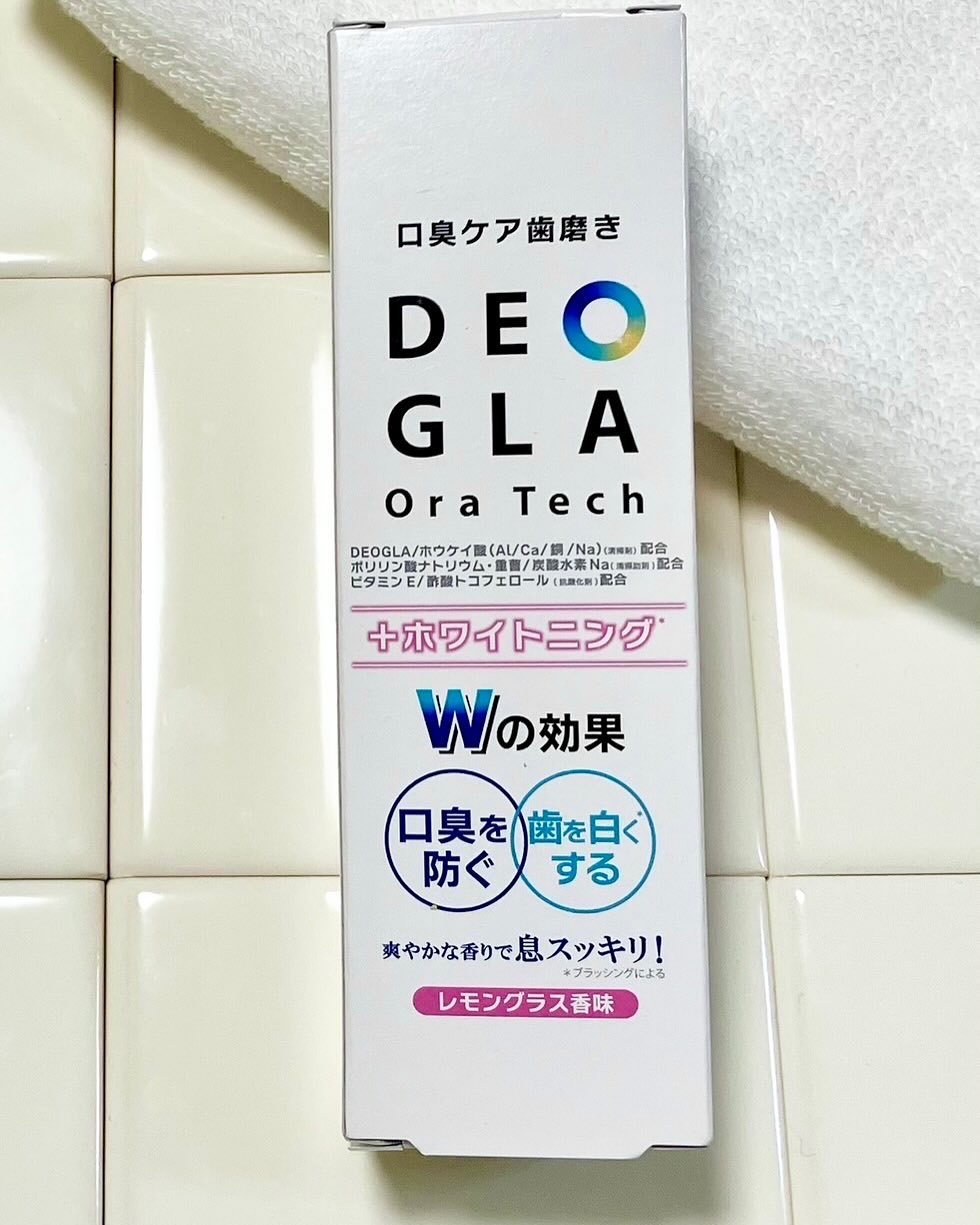 口臭ケア歯磨き
DEO
GLA
Ora Tech
DEOGLA/ホウケイ酸(Al/Ca/銅/Na)(清掃剤)配合
ポリリン酸ナトリウム・重曹/炭酸水素Na(清掃助剤)配合
ビタミンE/酢酸トコフェロール(抗酸化剤)配合
+ホワイトニング*
Wの効果
口臭を
防ぐ
歯を白く*
する
爽やかな香りで息スッキリ!
*ブラッシングによる
レモングラス香味